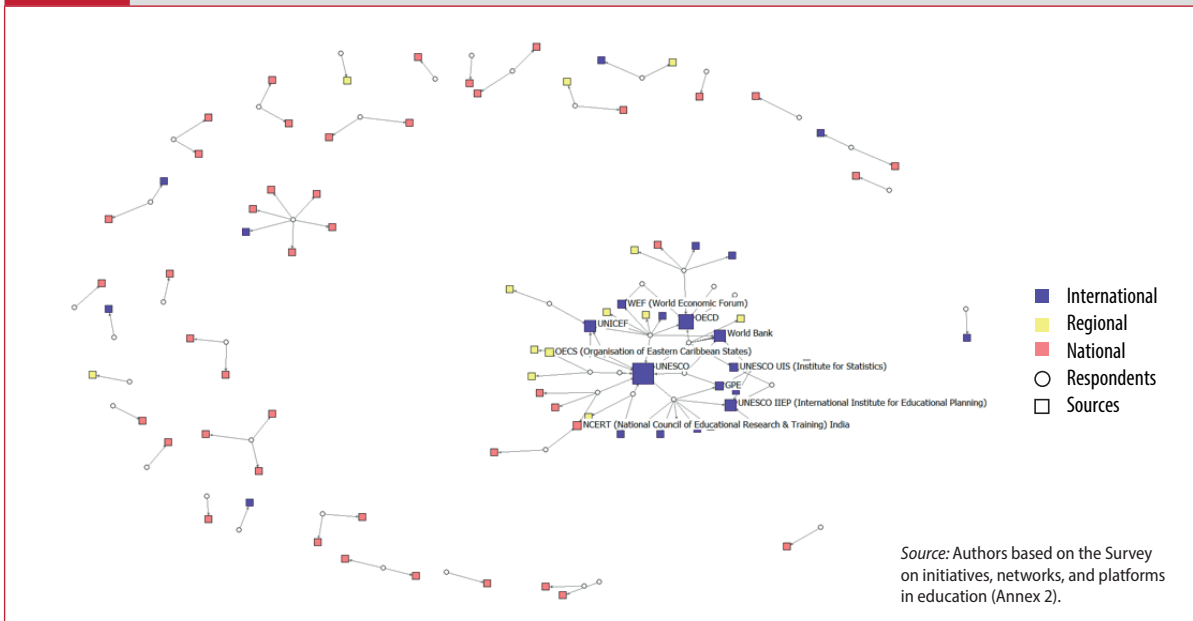 WEF (World Economic Forum)
UNICEF
OECD
World Bank
OECS (Organisation of Eastern Caribbean States)
UNESCO
UNESCO UIS (Institute for Statistics)
GPE
UNESCO IIEP (International Institute for Educational Planning)
NCERT (National Council of Educational Research & Training) India
International
Regional
National
Respondents
Sources
Source: Authors based on the Survey
on initiatives, networks, and platforms
in education (Annex 2).